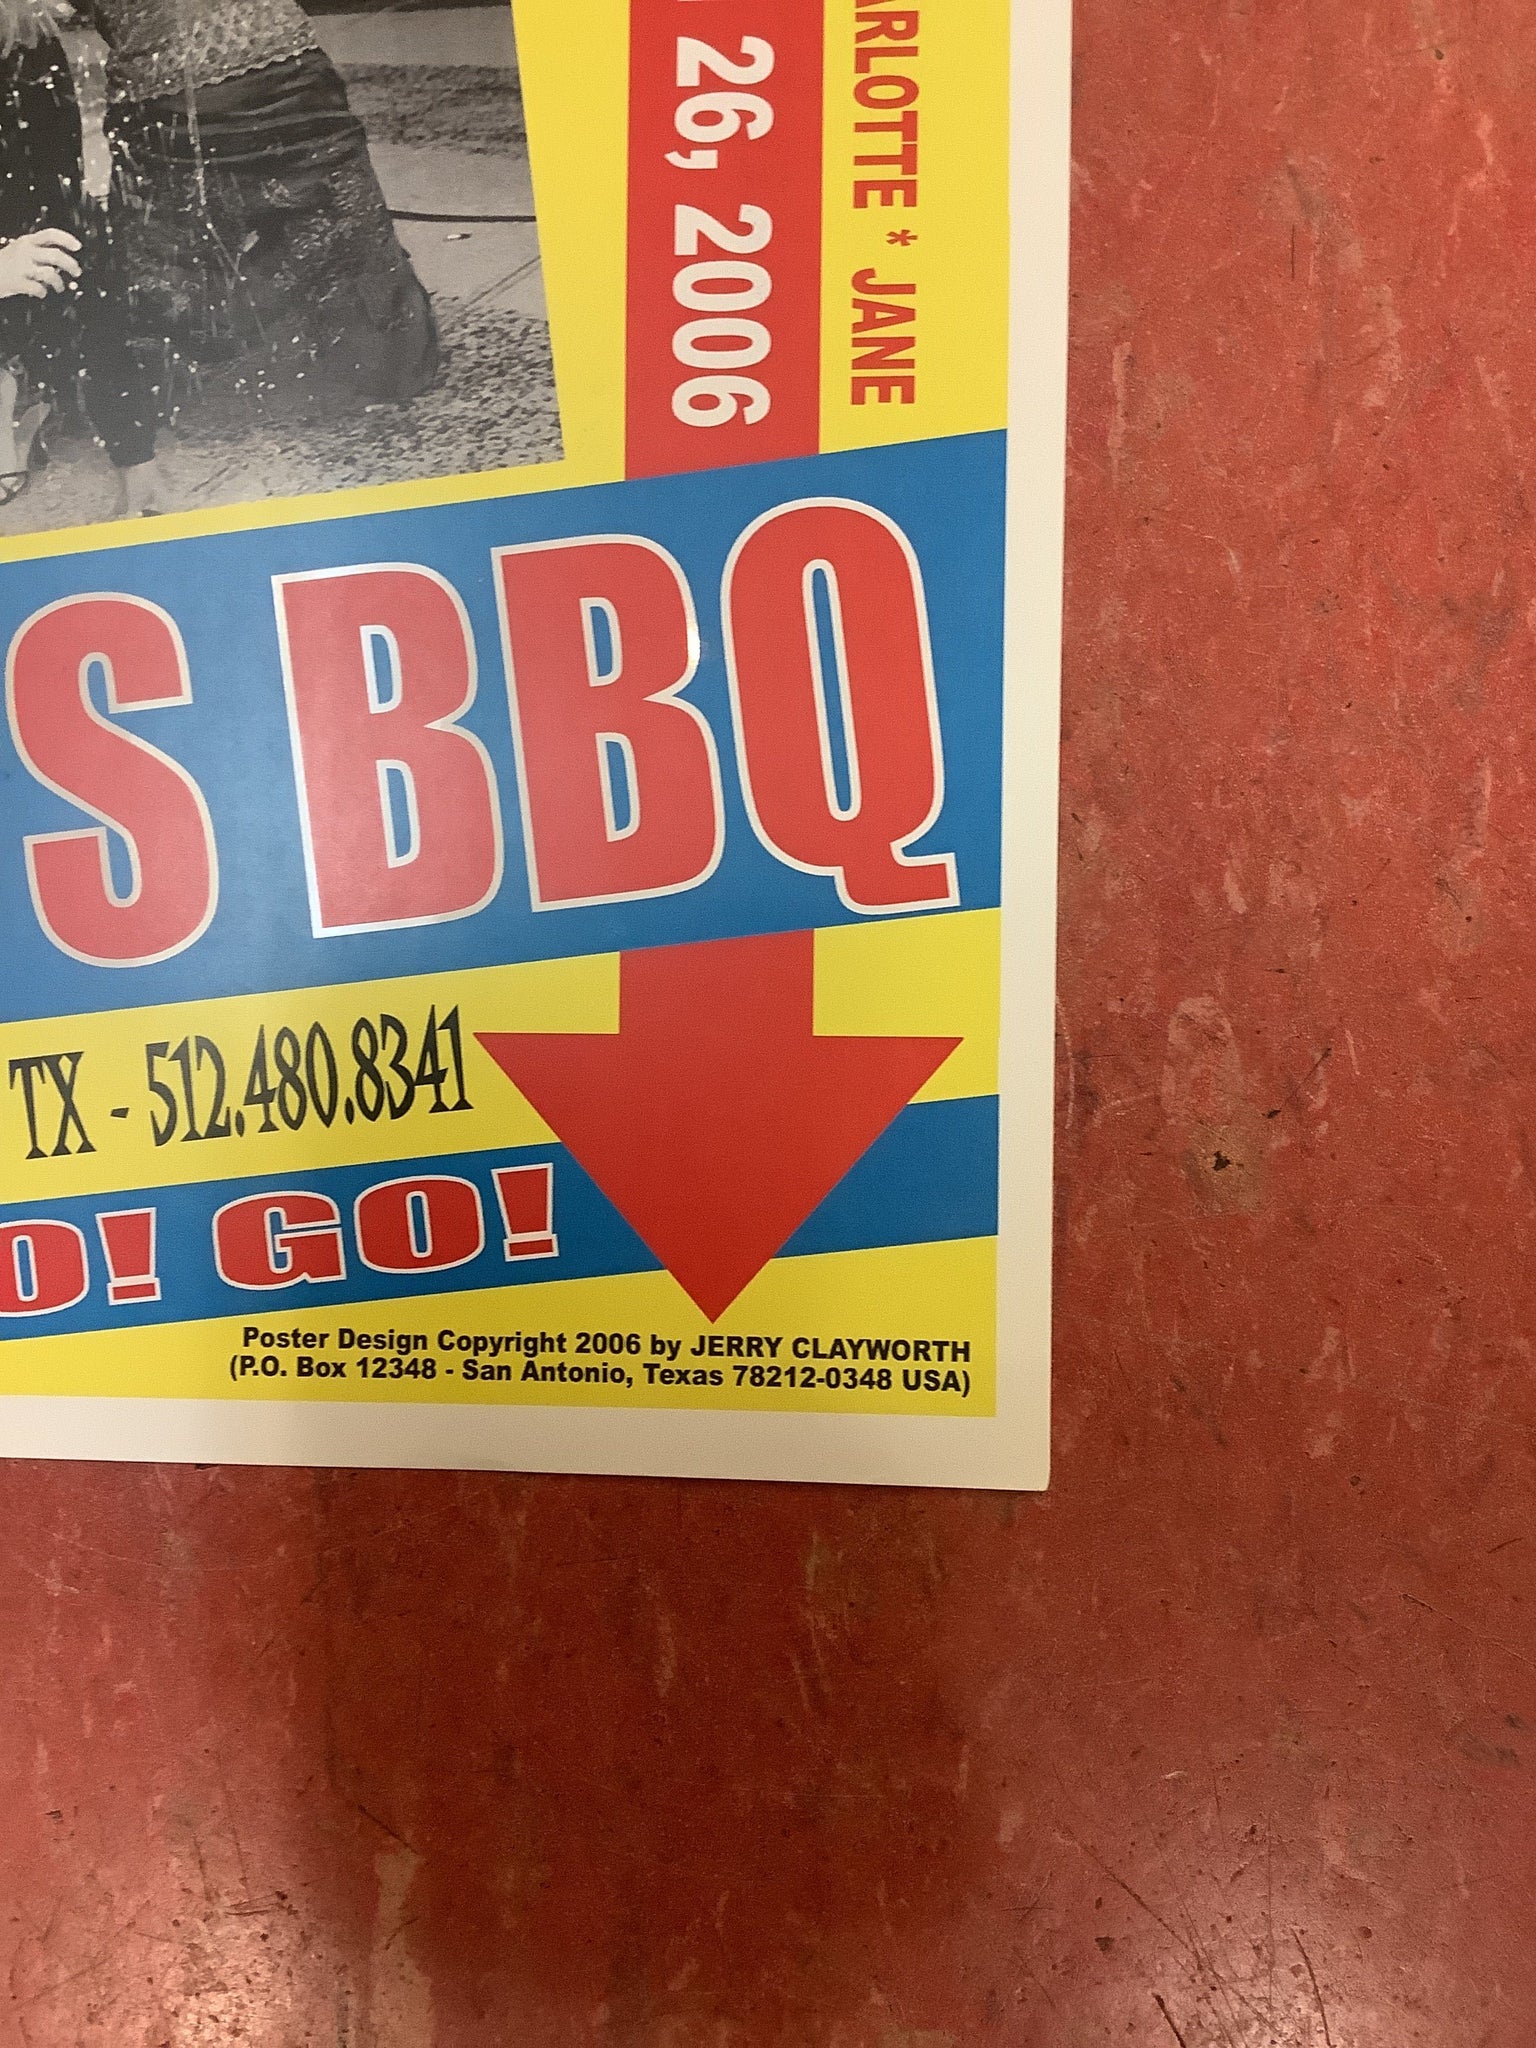 26, 2006
ARLOTTE * JANE
S BBQ
TX - 512.480.8341
O! GO!
Poster Design Copyright 2006 by JERRY CLAYWORTH
(P.O. Box 12348 - San Antonio, Texas 78212-0348 USA)